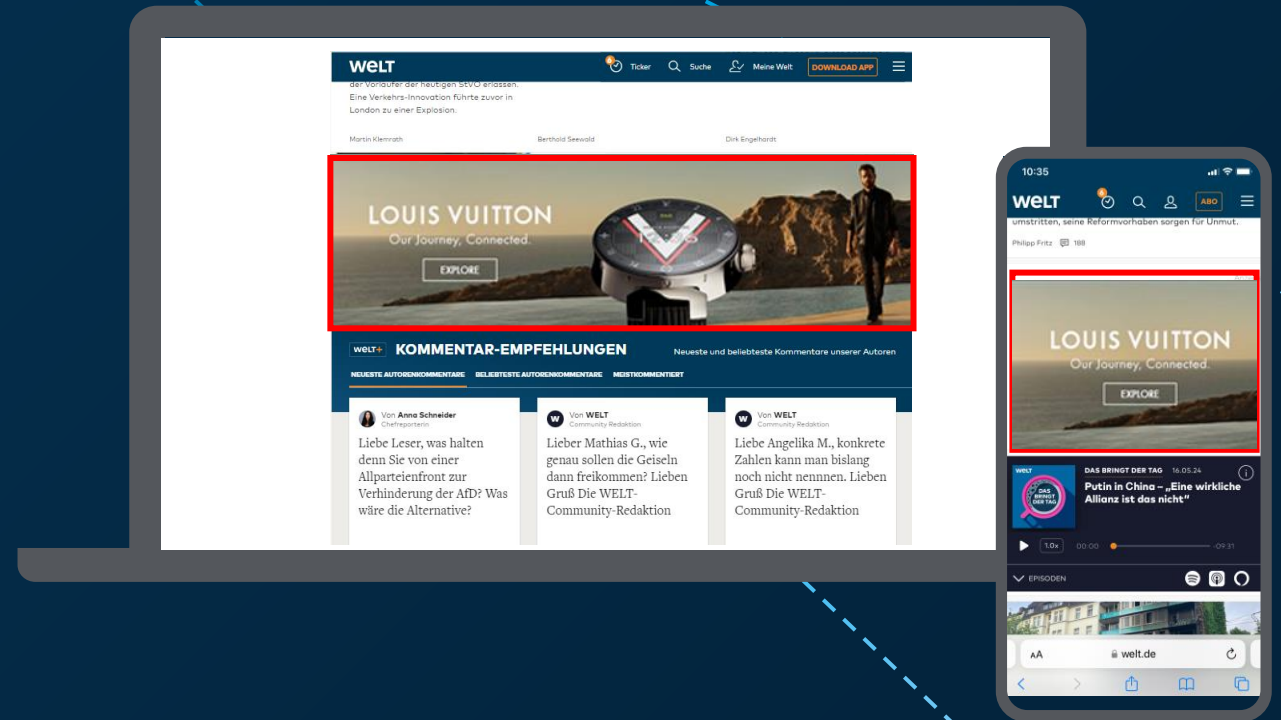 WELT
6
Ticker
Suche
Meine Welt
DOWNLOAD APP
der Vorläufer der heutigen StVO erlassen.
Eine Verkehrs-Innovation führte zuvor in
London zu einer Explosion.
Martin Klemrath
Berthold Seewald
Dirk Engelhardt
LOUIS VUITTON
Our Journey, Connected.
EXPLORE
WELT+
KOMMENTAR-EMPFEHLUNGEN
Neueste und beliebteste Kommentare unserer Autoren
NEUESTE AUTORENKOMMENTARE
BELIEBTESTE AUTORENKOMMENTARE
MEISTKOMMENTIERT
Von Anna Schneider
Chefreporterin
Liebe Leser, was halten
denn Sie von einer
Allparteienfront zur
Verhinderung der AfD? Was
wäre die Alternative?
W
Von WELT
Community Redaktion
Lieber Mathias G., wie
genau sollen die Geiseln
dann freikommen? Lieben
Gruß Die WELT-
Community-Redaktion
W
Von WELT
Community Redaktion
Liebe Angelika M., konkrete
Zahlen kann man bislang
noch nicht nennnen. Lieben
Gruß Die WELT-
Community-Redaktion
10:35
WELT
6
ABO
umstritten, seine Reformvorhaben sorgen für Unmut.
Philipp Fritz
188
LOUIS VUITTON
Our Journey, Connected.
EXPLORE
WELT
DAS
BRINGT
DER TAG
DAS BRINGT DER TAG 16.05.24
Putin in China – „Eine wirkliche
Allianz ist das nicht“
1.0x
00:00
-09:31
EPISODEN
AA
welt.de